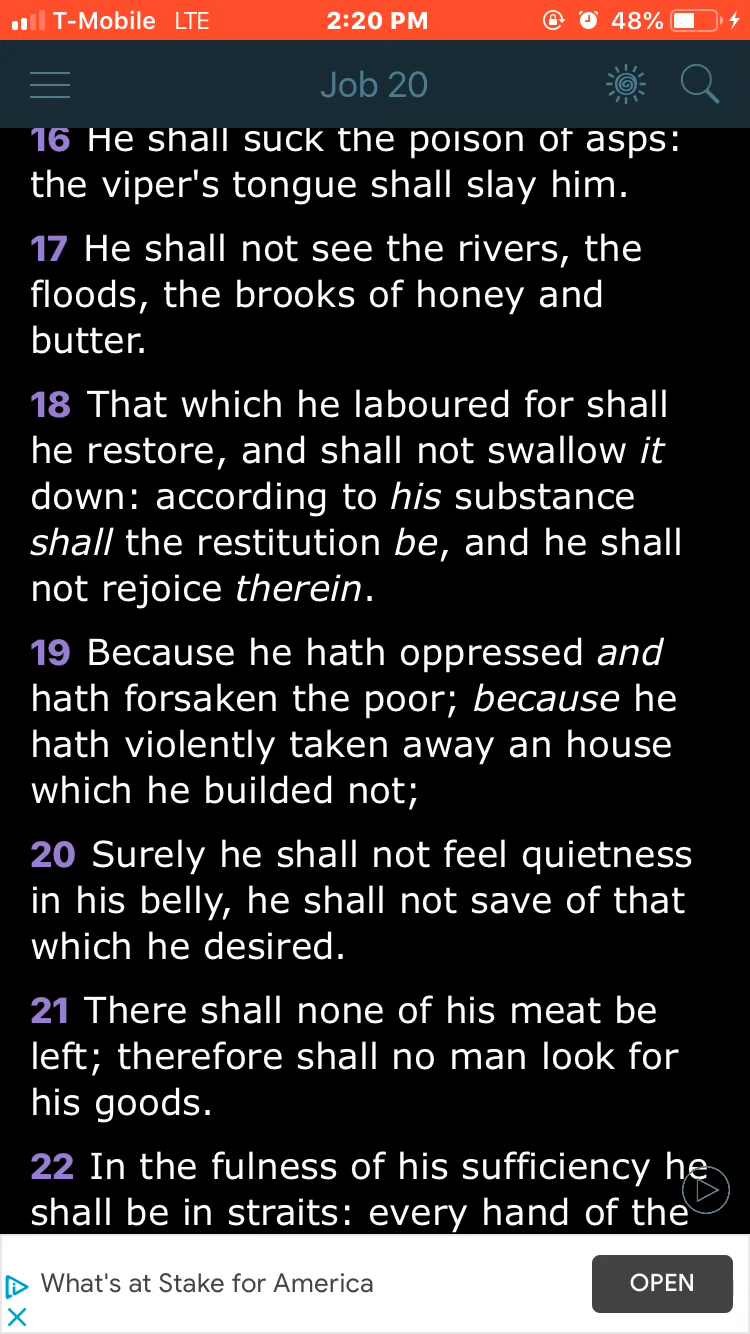 T-Mobile LTE 2:20 PM 48%
Job 20
16 He shall suck the poison of asps:
the viper's tongue shall slay him.
17 He shall not see the rivers, the
floods, the brooks of honey and
butter.
18 That which he laboured for shall
he restore, and shall not swallow it
down: according to his substance
shall the restitution be, and he shall
not rejoice therein.
19 Because he hath oppressed and
hath forsaken the poor; because he
hath violently taken away an house
which he builded not;
20 Surely he shall not feel quietness
in his belly, he shall not save of that
which he desired.
21 There shall none of his meat be
left; therefore shall no man look for
his goods.
22 In the fulness of his sufficiency he
shall be in straits: every hand of the
What's at Stake for America
OPEN